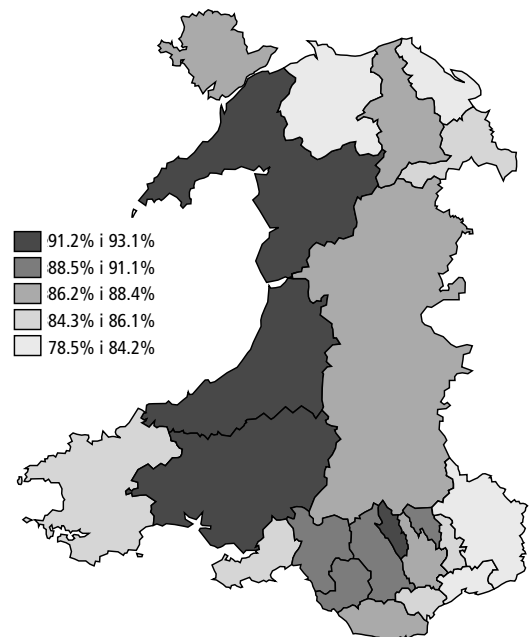 91.2% i 93.1%
88.5% i 91.1%
86.2% i 88.4%
84.3% i 86.1%
78.5% i 84.2%